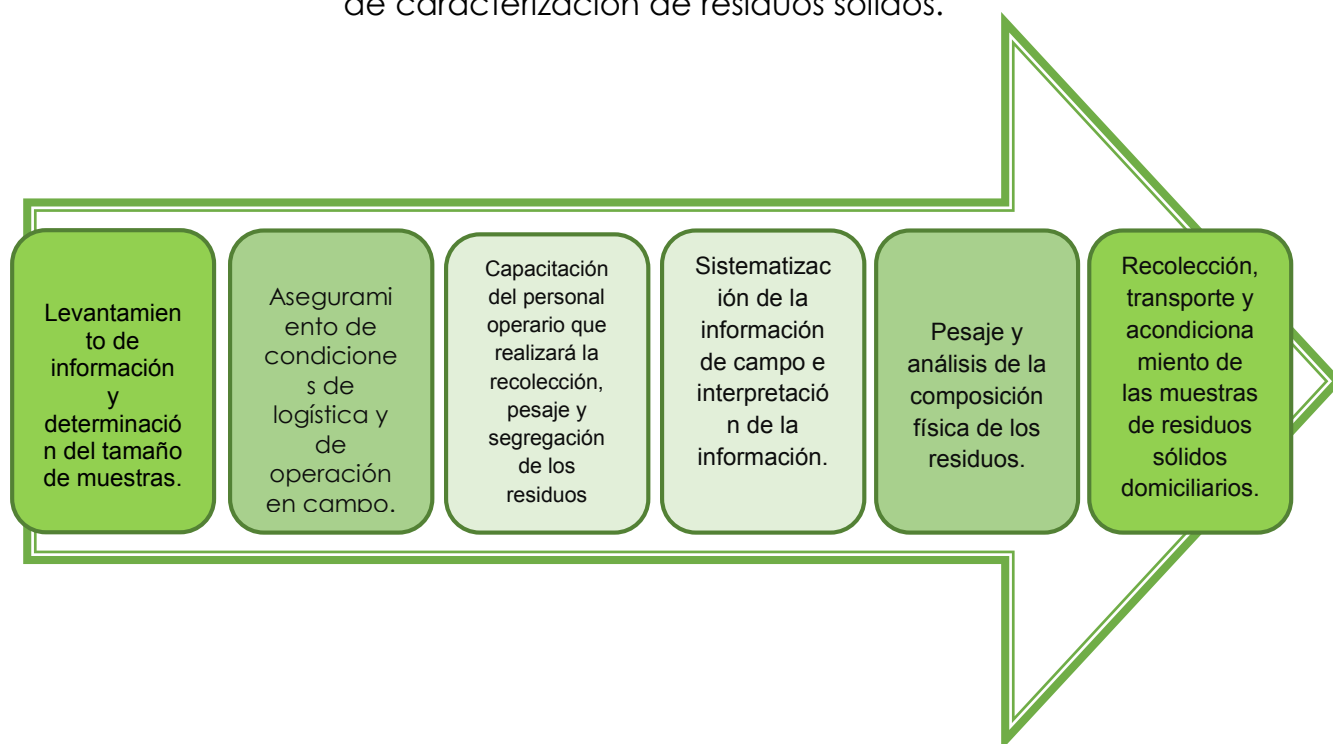 de caracterización de residuos sólidos.
Levantamien
to de
información
y
determinació
n del tamaño
de muestras.
Asegurami
ento de
condicione
s de
logística y
de
operación
en campo.
Capacitación
del personal
operario que
realizará la
recolección,
pesaje y
segregación
de los
residuos
Sistematizac
ión de la
información
de campo e
interpretació
n de la
información.
Pesaje y
análisis de la
composición
física de los
residuos.
Recolección,
transporte y
acondiciona
miento de
las muestras
de residuos
sólidos
domiciliarios.